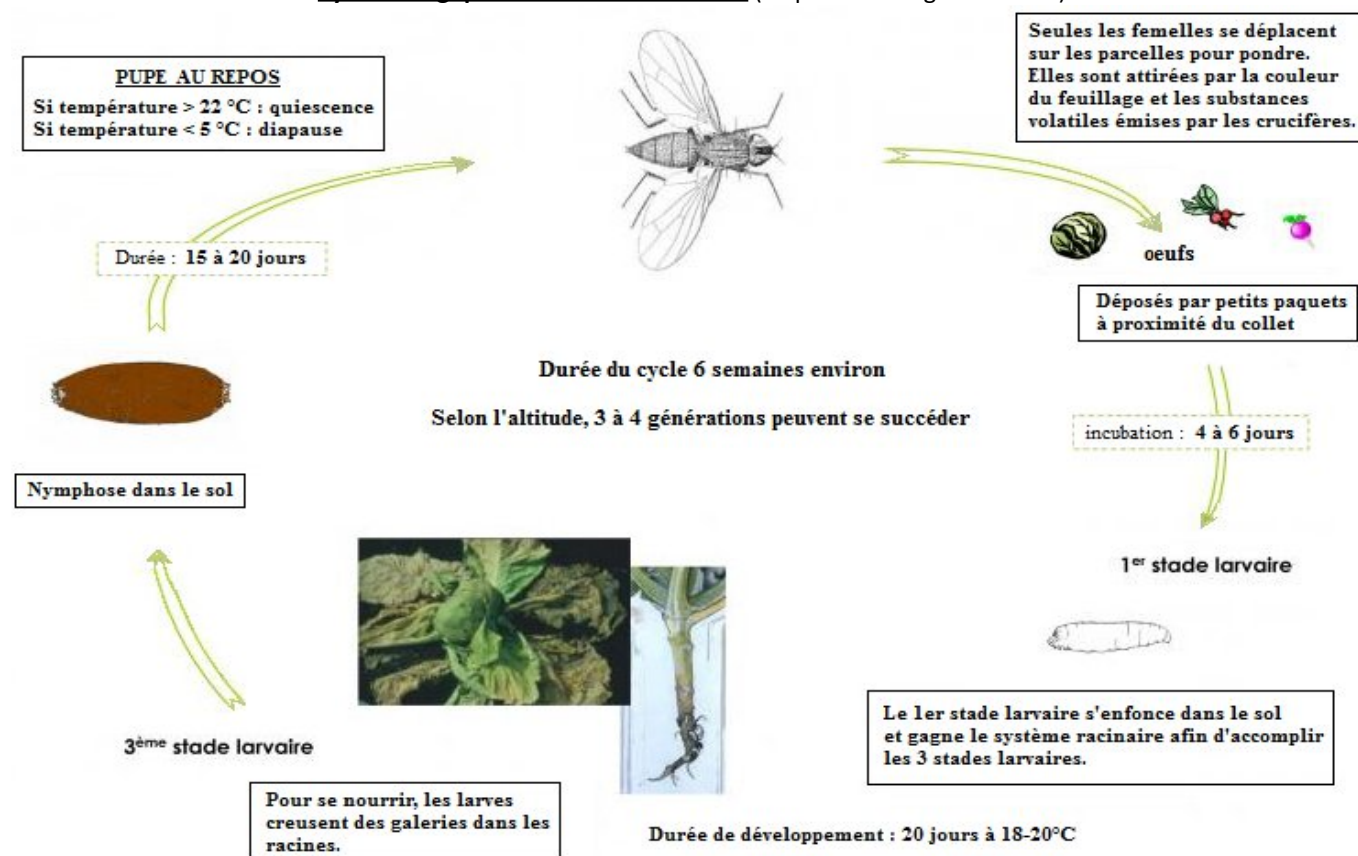 PUPE AU REPOS
Si température > 22 °C : quiescence
Si température < 5 °C : diapause
Seules les femelles se déplacent
sur les parcelles pour pondre.
Elles sont attirées par la couleur
du feuillage et les substances
volatiles émises par les crucifères.
Durée : 15 à 20 jours
oeufs
Déposés par petits paquets
à proximité du collet
Durée du cycle 6 semaines environ
Selon l'altitude, 3 à 4 générations peuvent se succéder
incubation : 4 à 6 jours
Nymphose dans le sol
1er stade larvaire
Le 1er stade larvaire s'enfonce dans le sol
et gagne le système racinaire afin d'accomplir
les 3 stades larvaires.
3ème stade larvaire
Pour se nourrir, les larves
creusent des galeries dans les
racines.
Durée de développement : 20 jours à 18-20°C